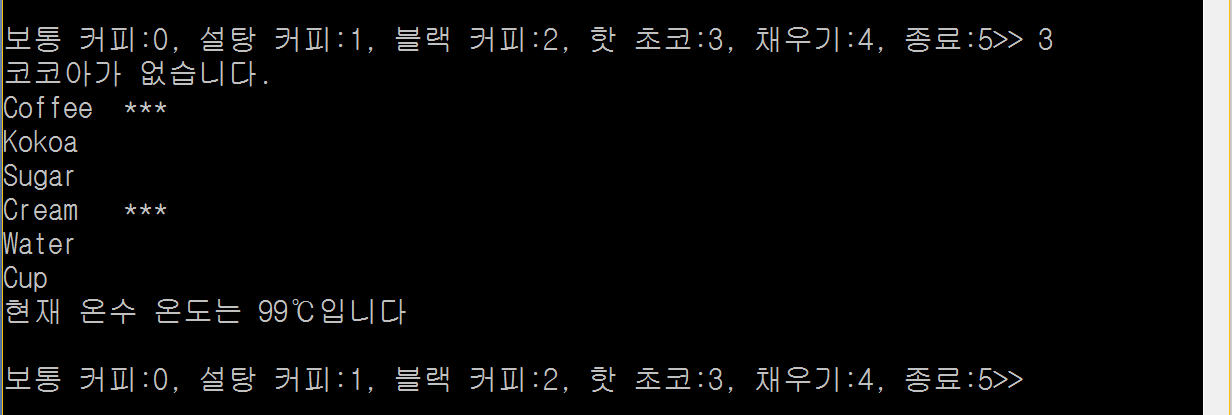 보통 커피:0, 설탕 커피:1, 블랙 커피:2, 핫 초코:3, 채우기:4, 종료:5>> 3
코코아가 없습니다.
Coffee  ***
Kokoa
Sugar
Cream   ***
Water
Cup
현재 온수 온도는 99℃입니다
보통 커피:0, 설탕 커피:1, 블랙 커피:2, 핫 초코:3, 채우기:4, 종료:5>>